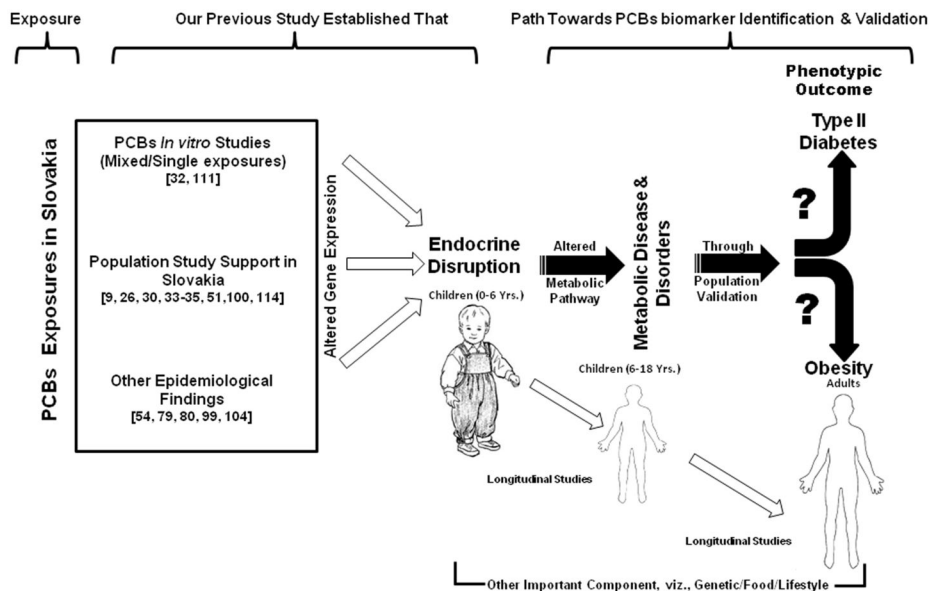 Exposure
Our Previous Study Established That
Path Towards PCBs biomarker Identification & Validation
PCBs Exposures in Slovakia
PCBs In vitro Studies
(Mixed/Single exposures)
[32, 111]
Population Study Support in
Slovakia
[9, 26, 30, 33-35, 51,100, 114]
Other Epidemiological
Findings
[54, 79, 80, 99, 104]
Altered Gene Expression
Endocrine
Disruption
Children (0-6 Yrs.)
Altered
Metabolic
Pathway
Metabolic Disease &
Disorders
Children (6-18 Yrs.)
Through
Population
Validation
Phenotypic
Outcome
Type II
Diabetes
?
?
Obesity
Adults
Longitudinal Studies
Longitudinal Studies
Other Important Component, viz., Genetic/Food/Lifestyle